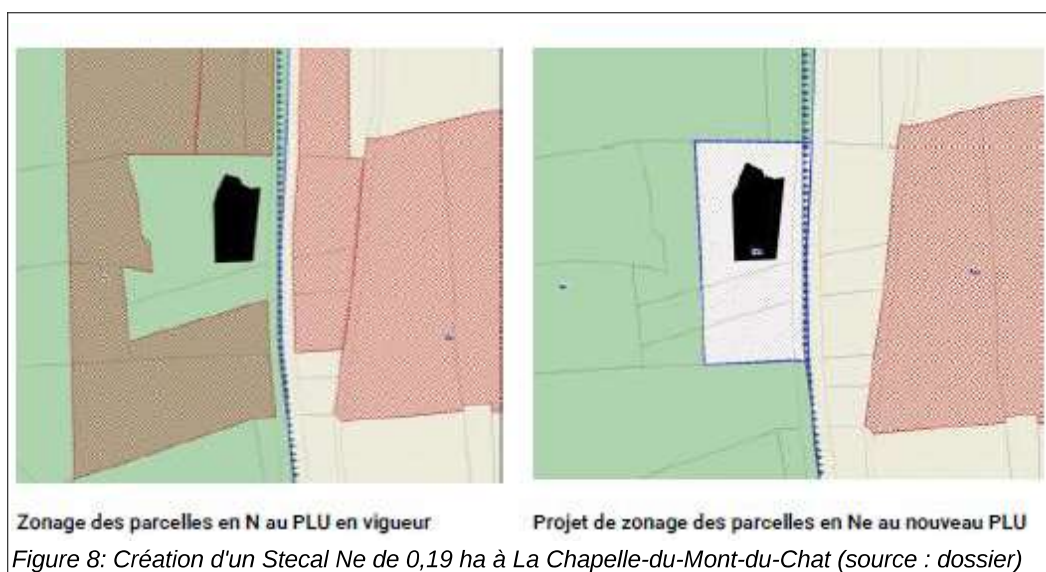 Zonage des parcelles en N au PLU en vigueur
Projet de zonage des parcelles en Ne au nouveau PLU
Figure 8: Création d'un Stecal Ne de 0,19 ha à La Chapelle-du-Mont-du-Chat (source : dossier)